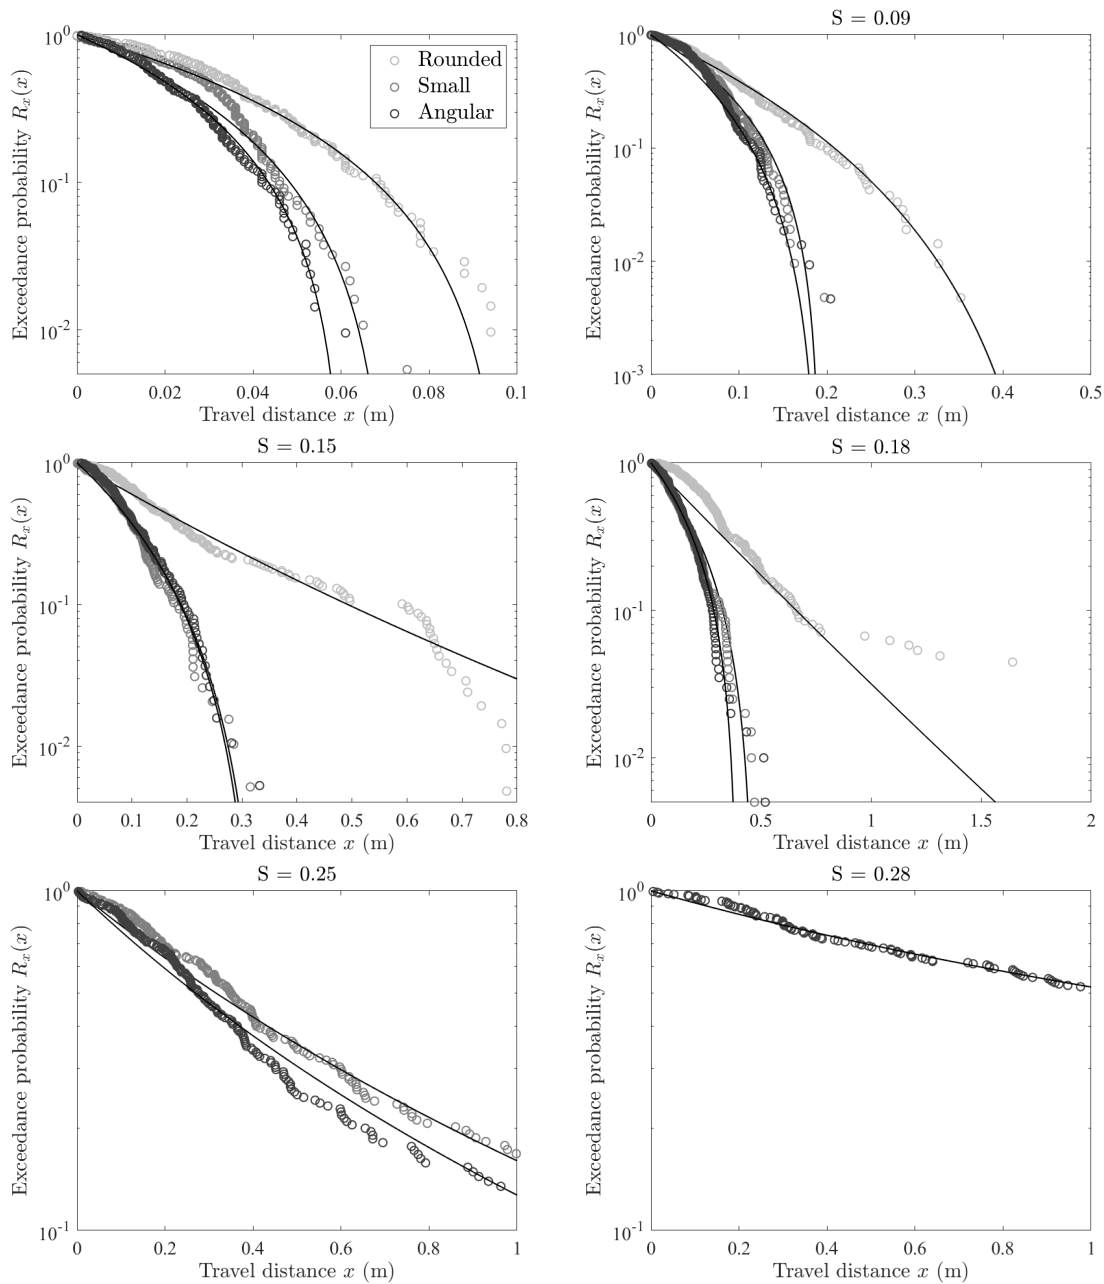 10^0
10^-1
10^-2
Exceedance probability R_x(x)
Rounded
Small
Angular
0 0.02 0.04 0.06 0.08 0.1
Travel distance x (m)
S = 0.09
10^0
10^-1
10^-2
10^-3
Exceedance probability R_x(x)
0 0.1 0.2 0.3 0.4 0.5
Travel distance x (m)
S = 0.15
10^0
10^-1
10^-2
Exceedance probability R_x(x)
0 0.1 0.2 0.3 0.4 0.5 0.6 0.7 0.8
Travel distance x (m)
S = 0.18
10^0
10^-1
10^-2
Exceedance probability R_x(x)
0 0.5 1 1.5 2
Travel distance x (m)
S = 0.25
10^0
10^-1
Exceedance probability R_x(x)
0 0.2 0.4 0.6 0.8 1
Travel distance x (m)
S = 0.28
10^0
10^-1
Exceedance probability R_x(x)
0 0.2 0.4 0.6 0.8 1
Travel distance x (m)